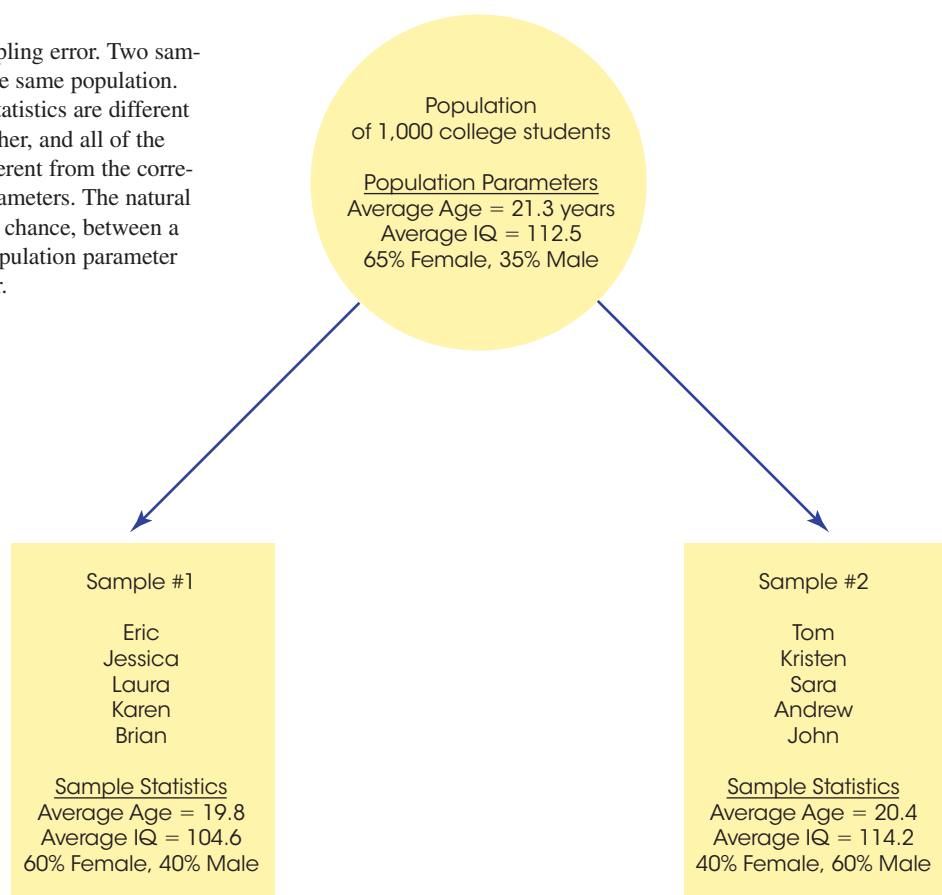 pling error. Two sam-
e same population.
tatistics are different
her, and all of the
erent from the corre-
ameters. The natural
chance, between a
pulation parameter
r.
Population
of 1,000 college students
Population Parameters
Average Age = 21.3 years
Average IQ = 112.5
65% Female, 35% Male
Sample #1
Eric
Jessica
Laura
Karen
Brian
Sample Statistics
Average Age = 19.8
Average IQ = 104.6
60% Female, 40% Male
Sample #2
Tom
Kristen
Sara
Andrew
John
Sample Statistics
Average Age = 20.4
Average IQ = 114.2
40% Female, 60% Male